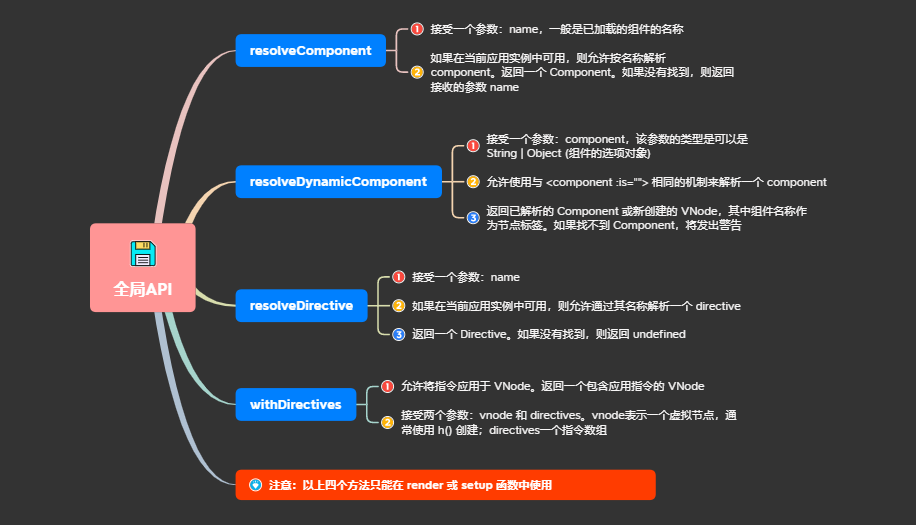 全局API
resolveComponent
1 接受一个参数：name，一般是已加载的组件的名称
2 如果在当前应用实例中可用，则允许按名称解析
component。返回一个 Component。如果没有找到，则返回
接收的参数 name
resolveDynamicComponent
1 接受一个参数：component，该参数的类型是可以是
String | Object (组件的选项对象)
2 允许使用与 <component :is=""> 相同的机制来解析一个 component
3 返回已解析的 Component 或新创建的 VNode，其中组件名称作
为节点标签。如果找不到 Component，将发出警告
resolveDirective
1 接受一个参数：name
2 如果在当前应用实例中可用，则允许通过其名称解析一个 directive
3 返回一个 Directive。如果没有找到，则返回 undefined
withDirectives
1 允许将指令应用于 VNode。返回一个包含应用指令的 VNode
2 接受两个参数：vnode 和 directives。vnode表示一个虚拟节点，通
常使用 h() 创建；directives一个指令数组
注意：以上四个方法只能在 render 或 setup 函数中使用